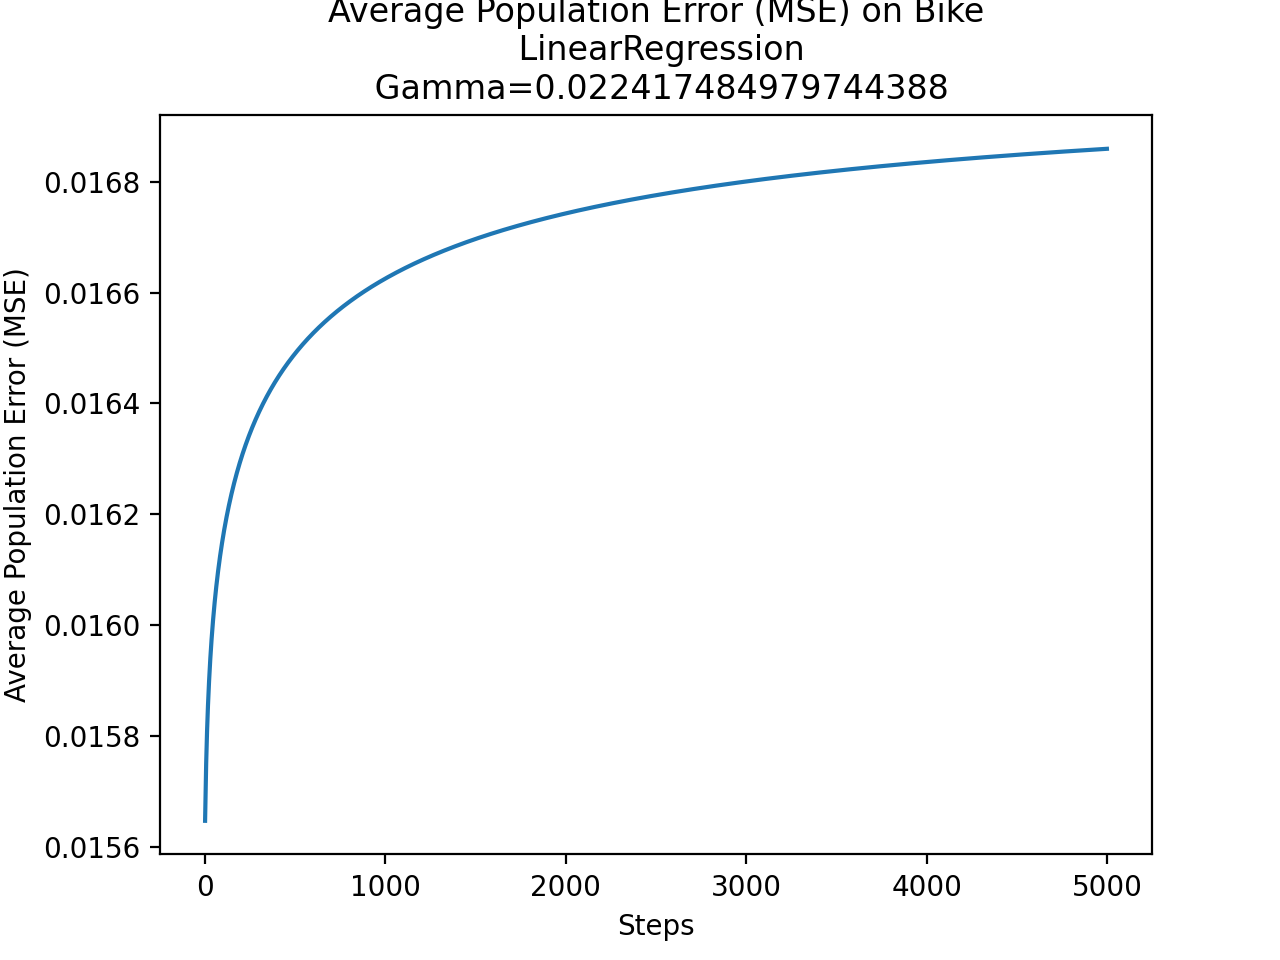 Average Population Error (MSE) on Bike
LinearRegression
Gamma=0.022417484979744388
Average Population Error (MSE)
0.0168
0.0166
0.0164
0.0162
0.0160
0.0158
0.0156
0 1000 2000 3000 4000 5000
Steps